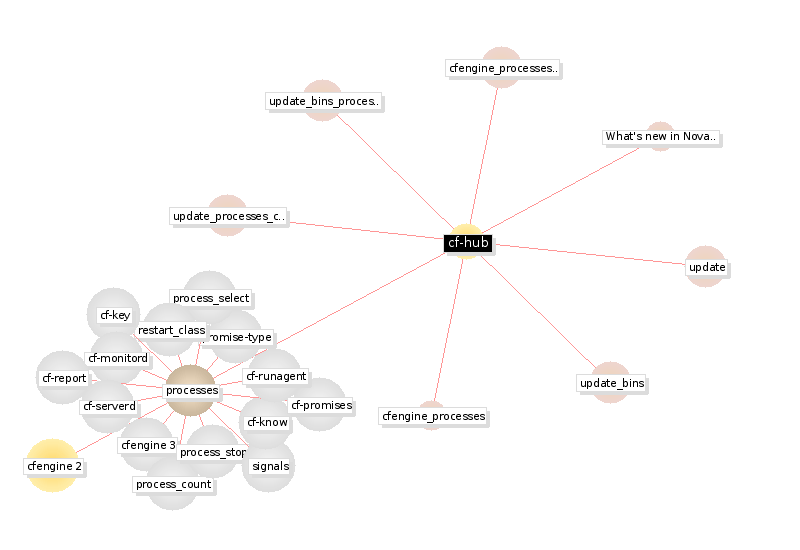 cfengine_processes..
update_bins_proces..
What's new in Nova..
update_processes_c..
cf-hub
update
process_select
cf-key
restart_class
romise-type
cf-monitord
cf-runagent
cf-report
processes
cf-promises
cf-serverd
update_bins
cfengine_processes
cf-know
cfengine 3
process_stop
cfengine 2
signals
process_count